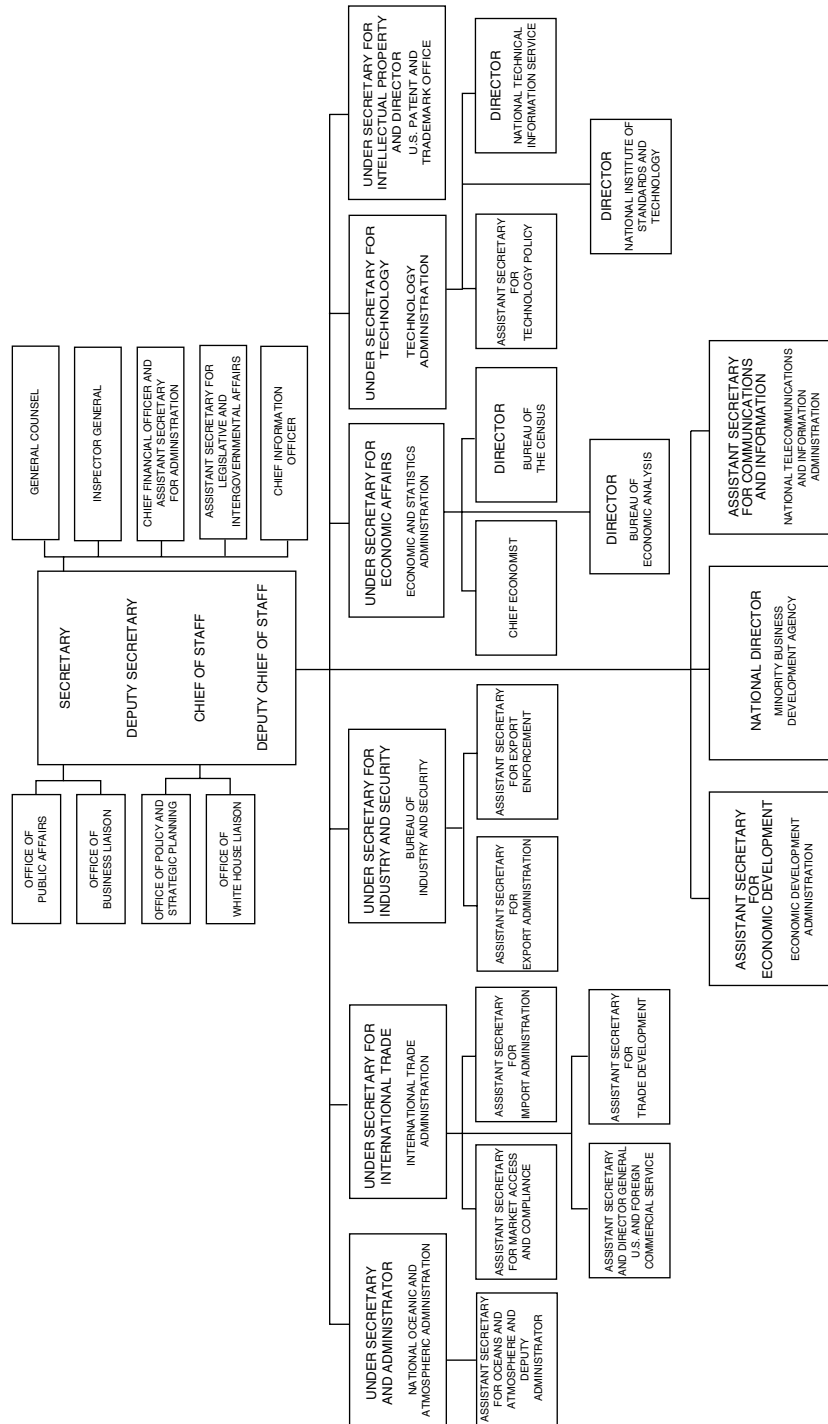 OFFICE OF
PUBLIC AFFAIRS
OFFICE OF
BUSINESS LIAISON
OFFICE OF POLICY AND
STRATEGIC PLANNING
OFFICE OF
WHITE HOUSE LIAISON
SECRETARY
DEPUTY SECRETARY
CHIEF OF STAFF
DEPUTY CHIEF OF STAFF
GENERAL COUNSEL
INSPECTOR GENERAL
CHIEF FINANCIAL OFFICER AND
ASSISTANT SECRETARY
FOR ADMINISTRATION
ASSISTANT SECRETARY FOR
LEGISLATIVE AND
INTERGOVERNMENTAL AFFAIRS
CHIEF INFORMATION
OFFICER
UNDER SECRETARY
AND ADMINISTRATOR
NATIONAL OCEANIC AND
ATMOSPHERIC ADMINISTRATION
ASSISTANT SECRETARY
FOR OCEANS AND
ATMOSPHERE AND
DEPUTY
ADMINISTRATOR
UNDER SECRETARY FOR
INTERNATIONAL TRADE
INTERNATIONAL TRADE
ADMINISTRATION
ASSISTANT SECRETARY
FOR MARKET ACCESS
AND COMPLIANCE
ASSISTANT SECRETARY
FOR
IMPORT ADMINISTRATION
ASSISTANT SECRETARY
AND DIRECTOR GENERAL
U.S. AND FOREIGN
COMMERCIAL SERVICE
ASSISTANT SECRETARY
FOR
TRADE DEVELOPMENT
UNDER SECRETARY FOR
INDUSTRY AND SECURITY
BUREAU OF
INDUSTRY AND SECURITY
ASSISTANT SECRETARY
FOR
EXPORT ADMINISTRATION
ASSISTANT SECRETARY
FOR EXPORT
ENFORCEMENT
UNDER SECRETARY FOR
ECONOMIC AFFAIRS
ECONOMIC AND STATISTICS
ADMINISTRATION
CHIEF ECONOMIST
DIRECTOR
BUREAU OF
THE CENSUS
DIRECTOR
BUREAU OF
ECONOMIC ANALYSIS
UNDER SECRETARY FOR
TECHNOLOGY
TECHNOLOGY
ADMINISTRATION
ASSISTANT SECRETARY
FOR
TECHNOLOGY POLICY
DIRECTOR
NATIONAL TECHNICAL
INFORMATION SERVICE
DIRECTOR
NATIONAL INSTITUTE OF
STANDARDS AND
TECHNOLOGY
UNDER SECRETARY FOR
INTELLECTUAL PROPERTY
AND DIRECTOR
U.S. PATENT AND
TRADEMARK OFFICE
ASSISTANT SECRETARY
FOR
ECONOMIC DEVELOPMENT
ECONOMIC DEVELOPMENT
ADMINISTRATION
NATIONAL DIRECTOR
MINORITY BUSINESS
DEVELOPMENT AGENCY
ASSISTANT SECRETARY
FOR COMMUNICATIONS
AND INFORMATION
NATIONAL TELECOMMUNICATIONS
AND INFORMATION
ADMINISTRATION